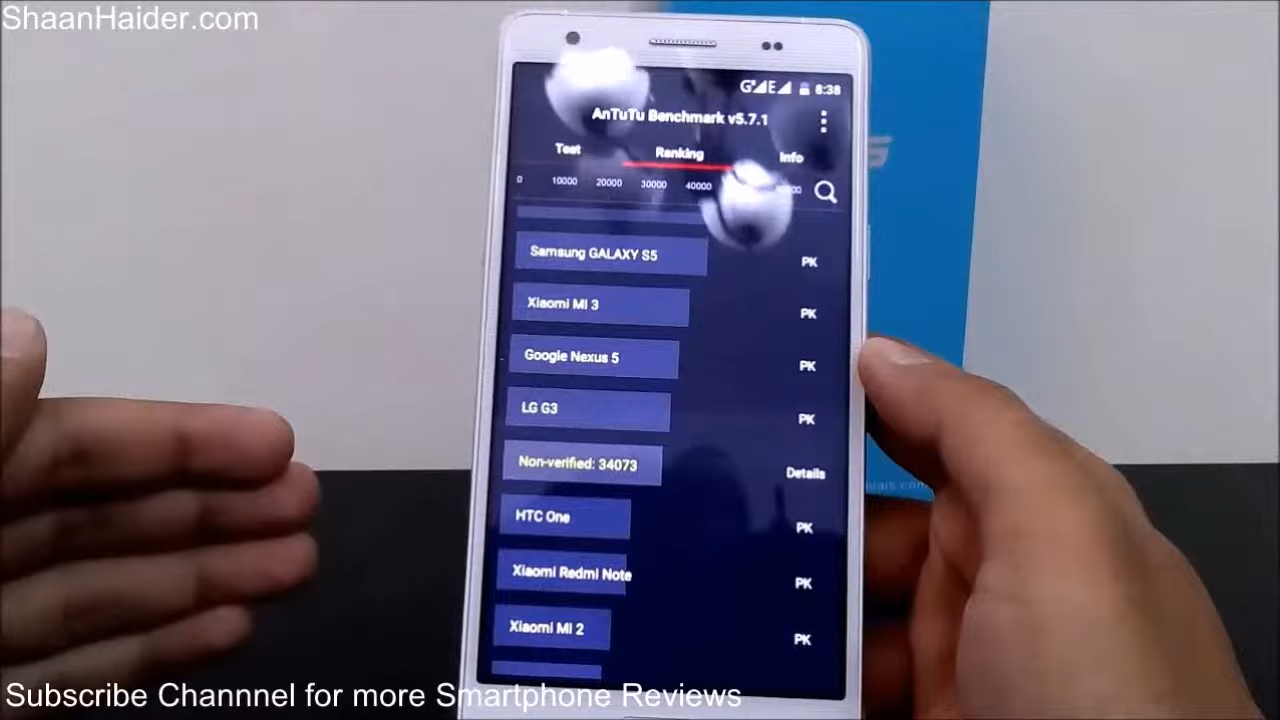 ShaanHaider.com
G E 8:38
AnTuTu Benchmark v5.7.1
Test Ranking Info
0 10000 20000 30000 40000
Samsung GALAXY S5 PK
Xiaomi MI 3 PK
Google Nexus 5 PK
LG G3 PK
Non-verified: 34073 Details
HTC One PK
Xiaomi Redmi Note PK
Xiaomi MI 2 PK
Subscribe Channnel for more Smartphone Reviews